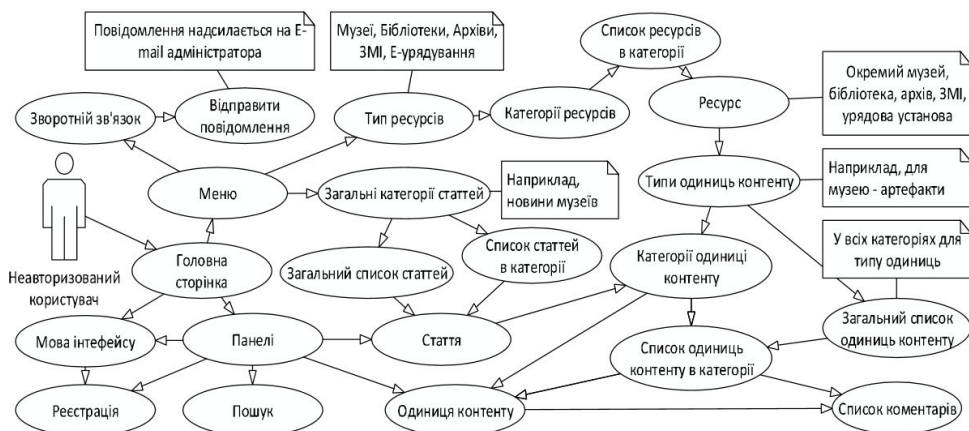 Повідомлення надсилається на E-
mail адміністратора
Музеї, Бібліотеки, Архіви,
ЗМІ, Е-урядування
Список ресурсів
в категорії
Окремий музей,
бібліотека, архів, ЗМІ,
урядова установа
Зворотній зв'язок
Відправити
повідомлення
Тип ресурсів
Категорії ресурсів
Ресурс
Меню
Загальні категорії статтей
Наприклад,
новини музеїв
Типи одиниць контенту
Наприклад, для
музею - артефакти
Неавторизований
користувач
Головна
сторінка
Загальний список статтей
Список статтей
в категорії
Категорії одиниці
контенту
У всіх категоріях для
типу одиниць
Мова інтефейсу
Панелі
Стаття
Список одиниць
контенту в категорії
Загальний список
одиниць контенту
Реєстрація
Пошук
Одиниця контенту
Список коментарів